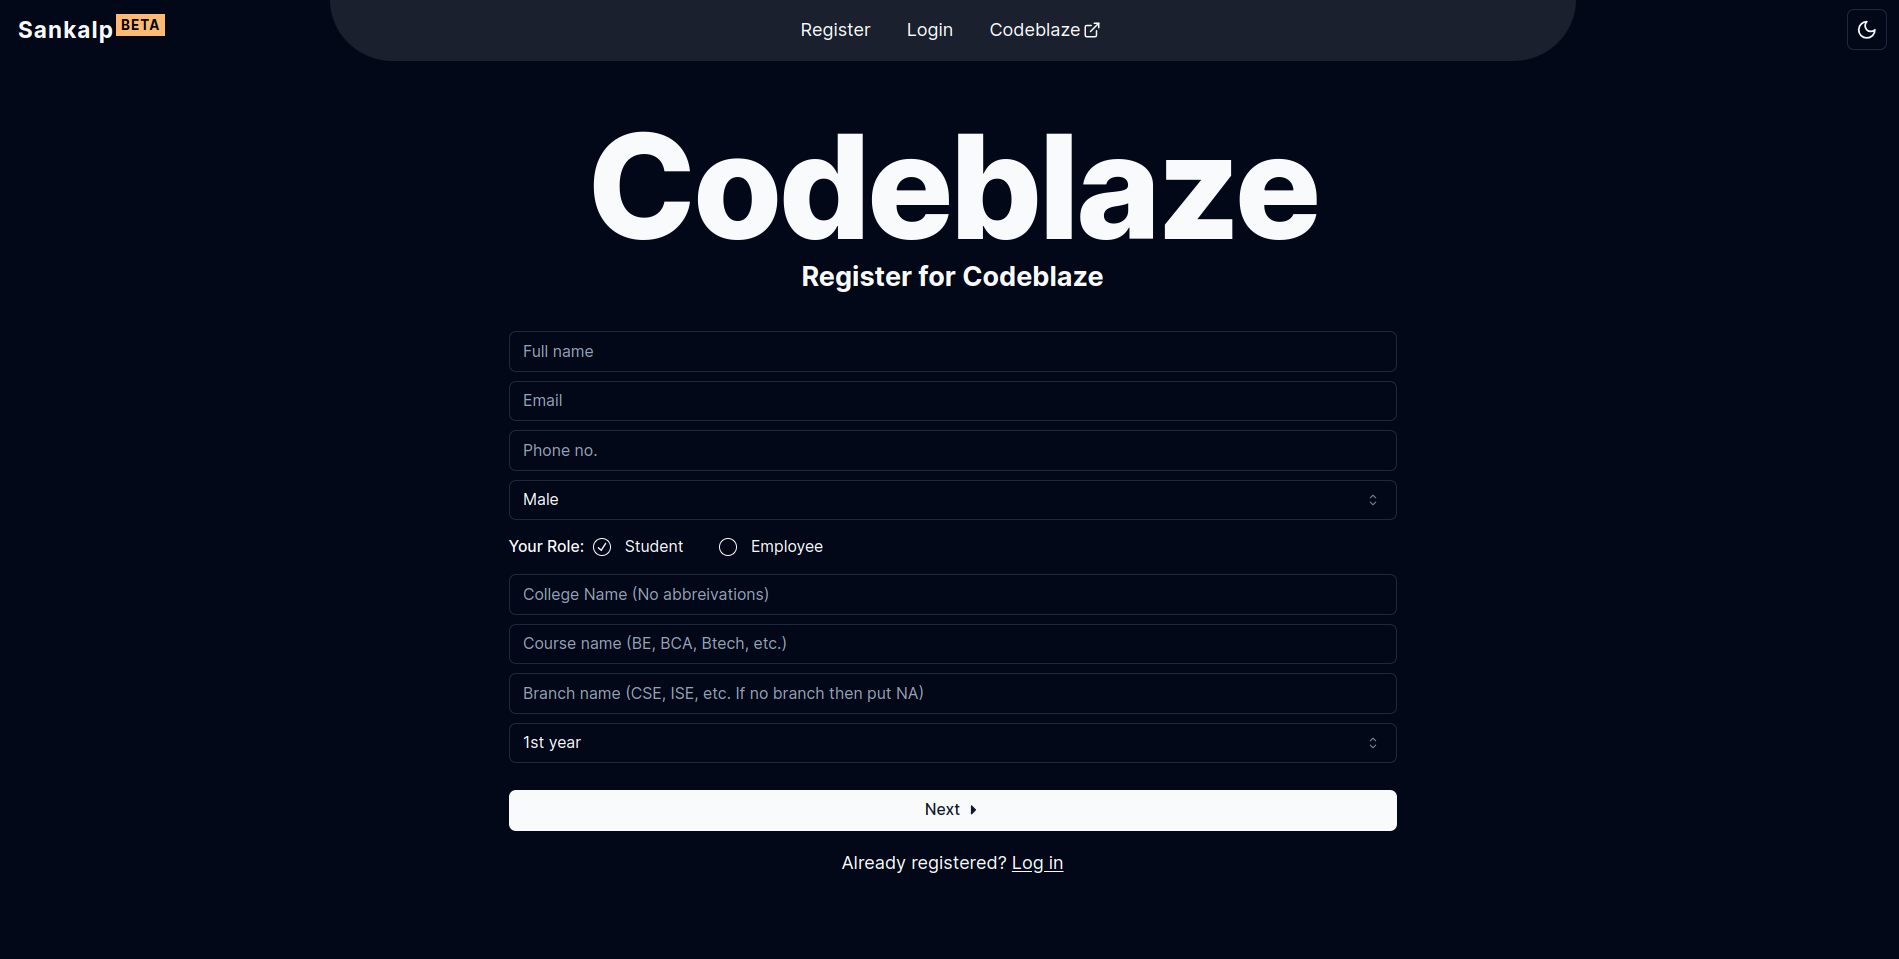 Sankalp BETA
Register Login Codeblaze
Codeblaze
Register for Codeblaze
Full name
Email
Phone no.
Male
Your Role: Student Employee
College Name (No abbreivations)
Course name (BE, BCA, Btech, etc.)
Branch name (CSE, ISE, etc. If no branch then put NA)
1st year
Next
Already registered? Log in